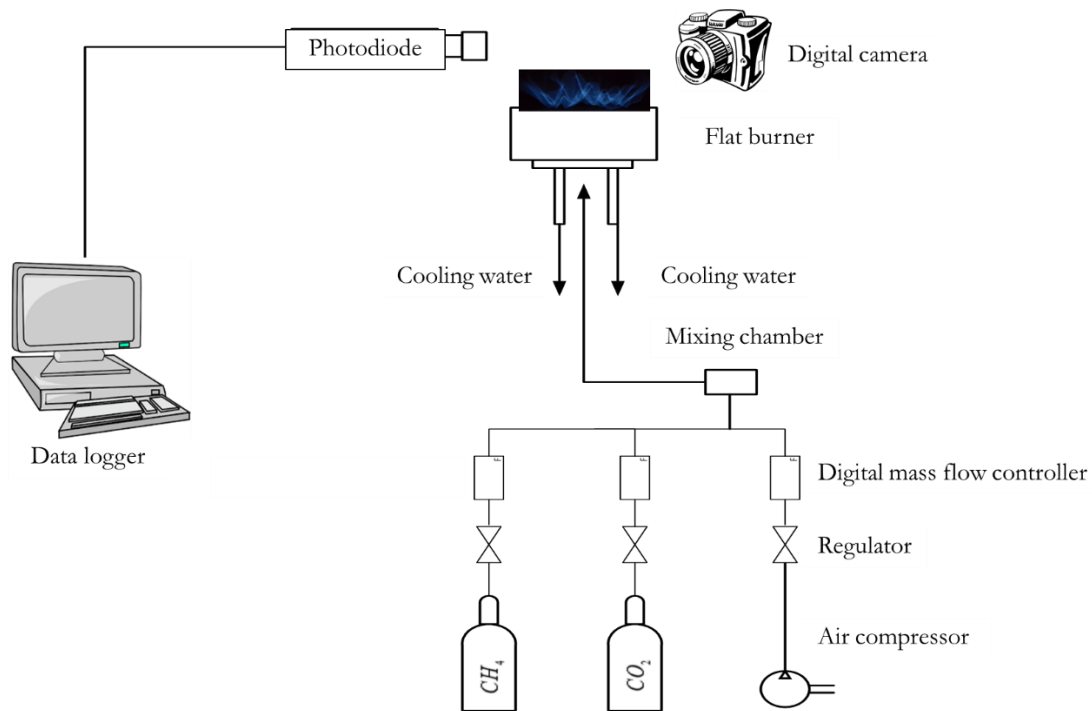 Photodiode
Digital camera
Flat burner
Cooling water
Cooling water
Mixing chamber
Data logger
F
F
F
Digital mass flow controller
Regulator
Air compressor
CH₄
CO₂